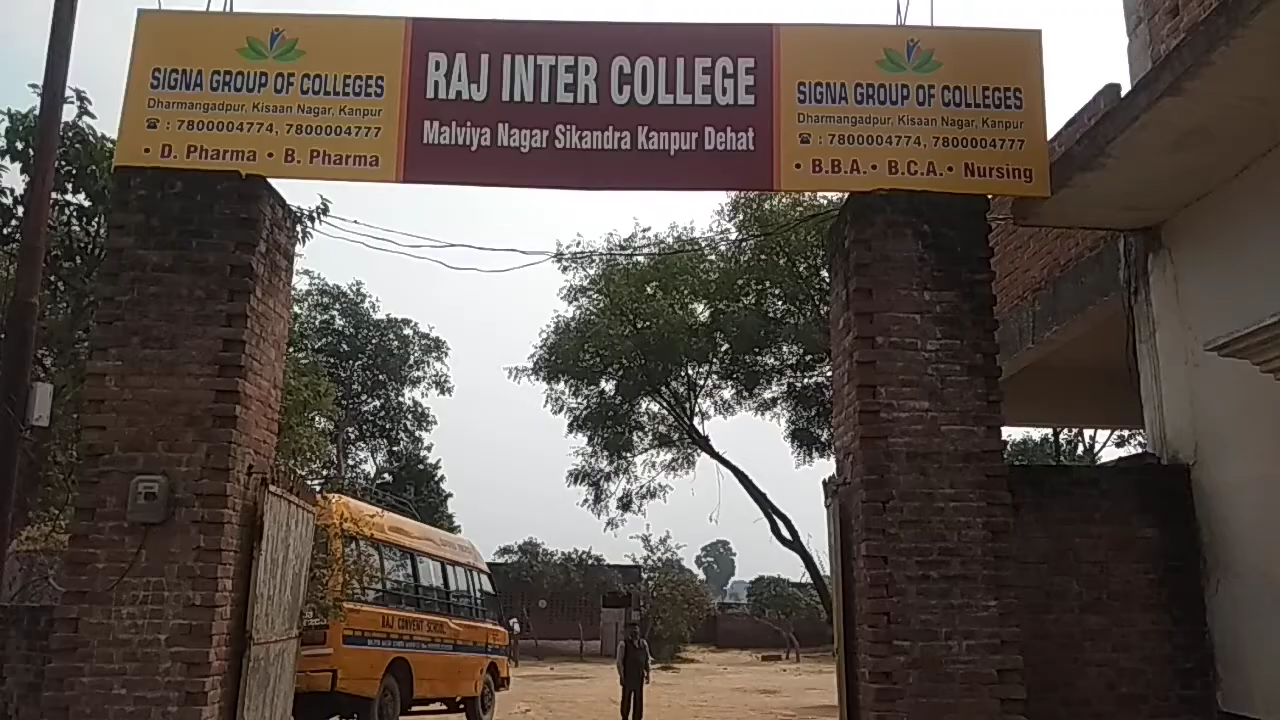 SIGNA GROUP OF COLLEGES
Dharmangadpur, Kisaan Nagar, Kanpur
☎ : 7800004774, 7800004777
• D. Pharma • B. Pharma
RAJ INTER COLLEGE
Malviya Nagar Sikandra Kanpur Dehat
SIGNA GROUP OF COLLEGES
Dharmangadpur, Kisaan Nagar, Kanpur
☎ : 7800004774, 7800004777
• B.B.A. • B.C.A. • Nursing
RAJ CONVENT SCHOOL